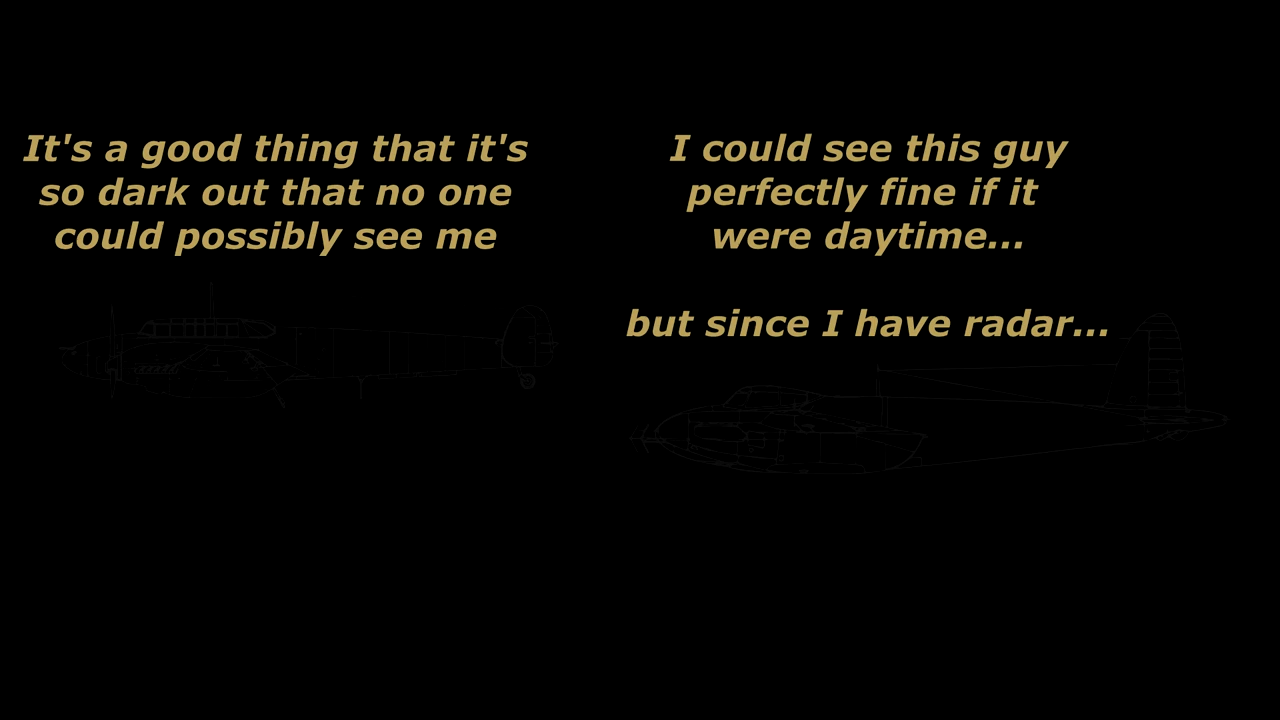 It's a good thing that it's
so dark out that no one
could possibly see me
I could see this guy
perfectly fine if it
were daytime...
but since I have radar...